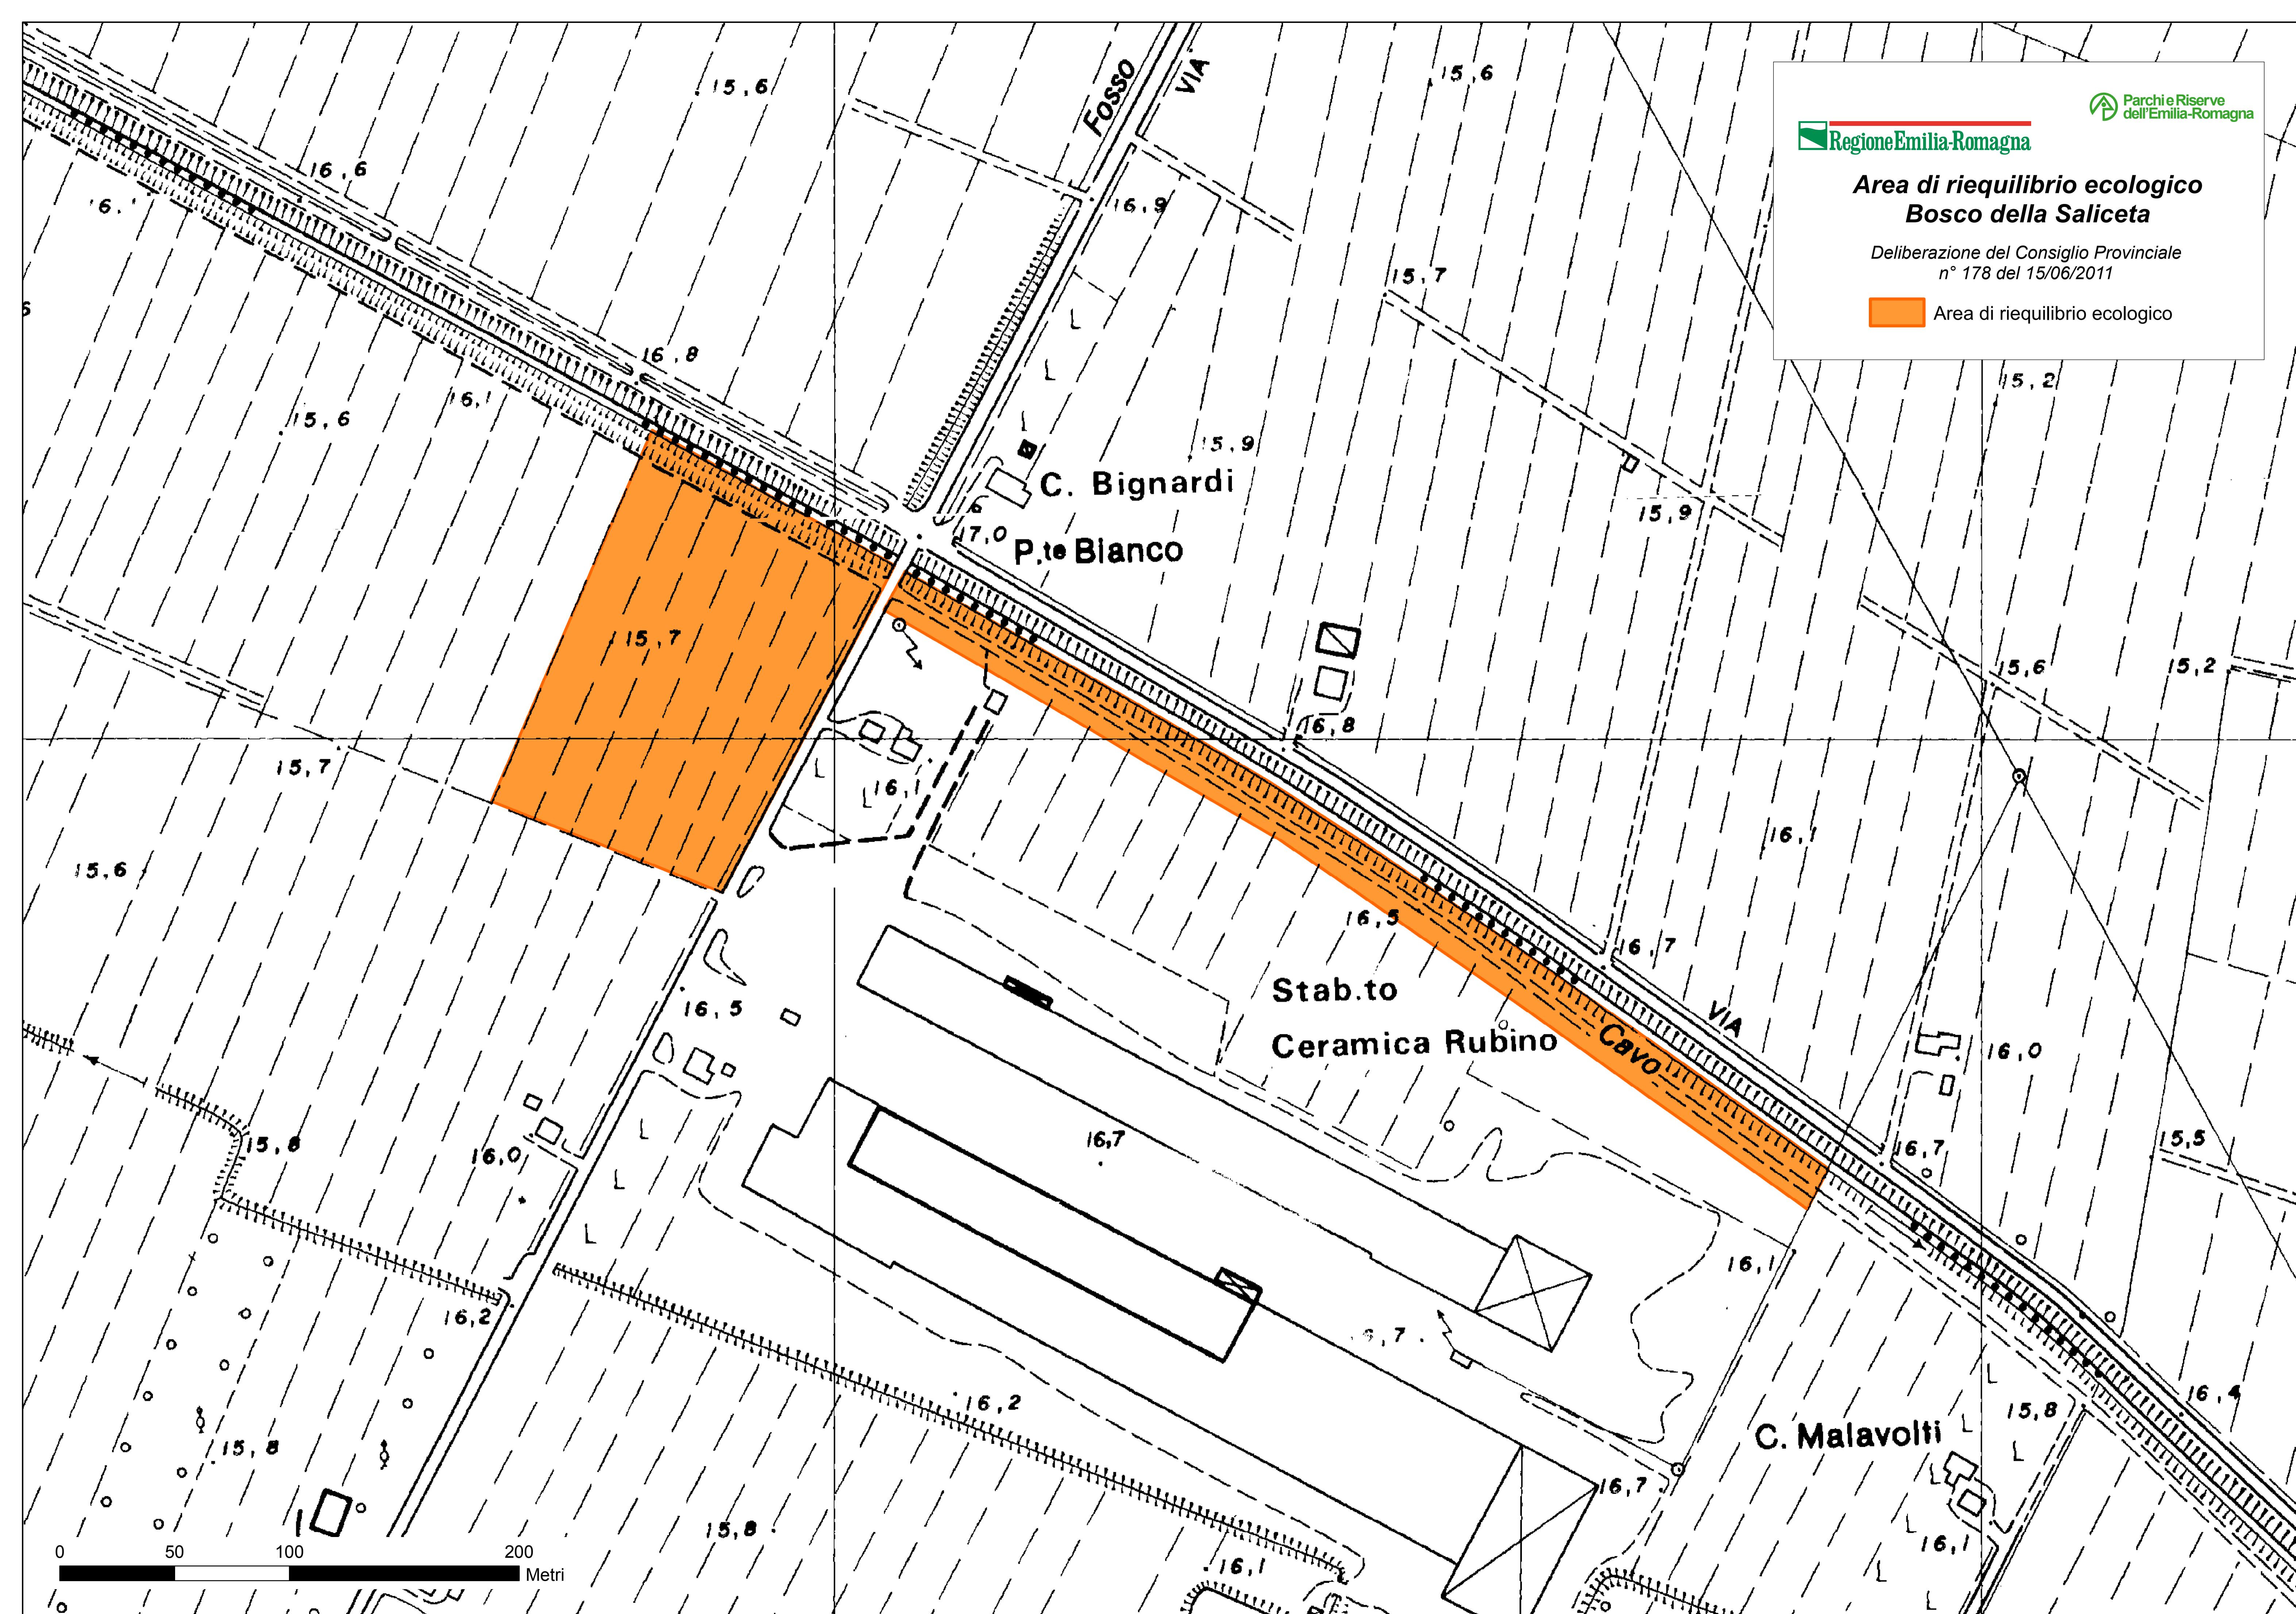 Parchi e Riserve
dell'Emilia-Romagna
RegioneEmilia-Romagna
Area di riequilibrio ecologico
Bosco della Saliceta
Deliberazione del Consiglio Provinciale
n° 178 del 15/06/2011
Area di riequilibrio ecologico
Fosso
VIA
15,6
15,6
16,6
16,9
15,7
16,8
15,2
16,1
15,6
15,9
C. Bignardi
17,0
P.te Bianco
15,9
15,7
15,6
15,2
16,8
15,7
16,1
16,1
15,6
16,5
16,7
Stab.to
16,5
VIA
Ceramica Rubino
Cavo
16,0
15,8
16,0
16,7
16,7
15,5
16,1
16,2
16,7
16,2
16,4
15,8
C. Malavolti
15,8
16,7
15,8
16,1
16,1
0 50 100 200
Metri